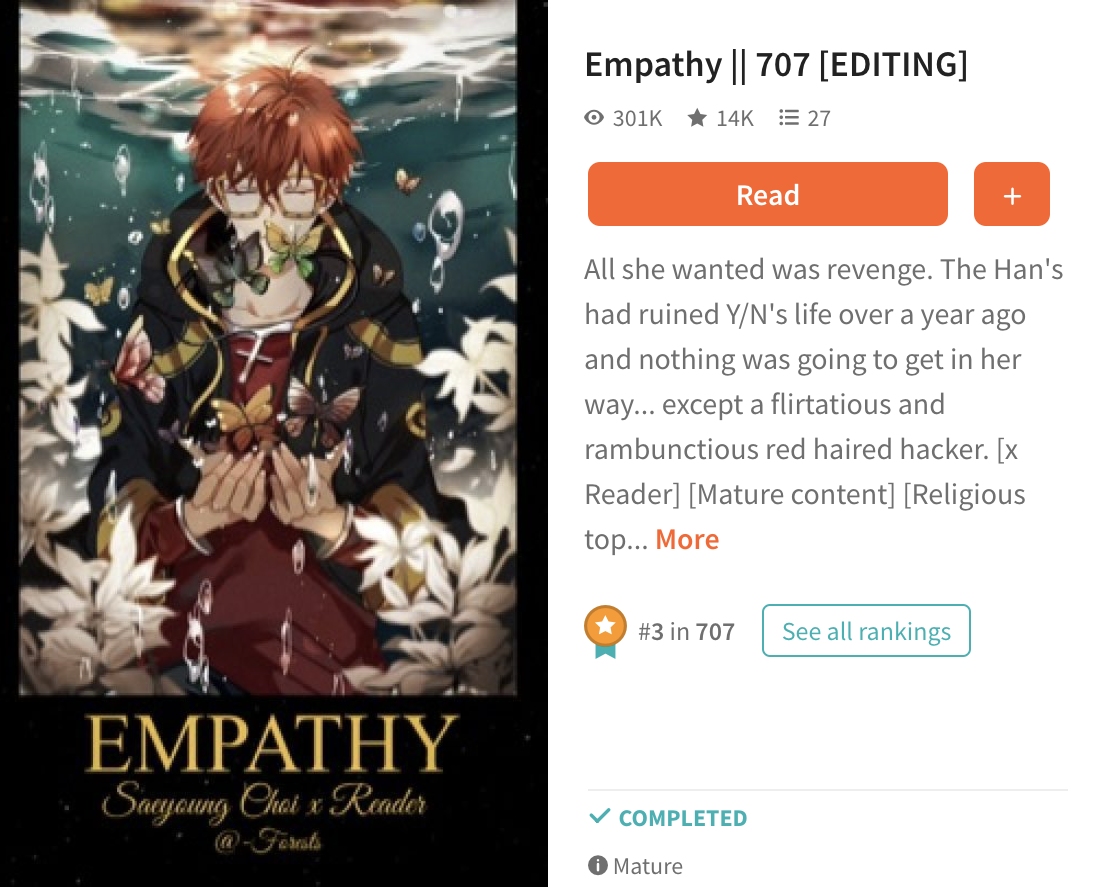 EMPATHY
Saeyoung Choi x Reader
@-Forests
Empathy || 707 [EDITING]
301K 14K 27
Read +
All she wanted was revenge. The Han's
had ruined Y/N's life over a year ago
and nothing was going to get in her
way... except a flirtatious and
rambunctious red haired hacker. [x
Reader] [Mature content] [Religious
top... More
#3 in 707 See all rankings
COMPLETED
Mature